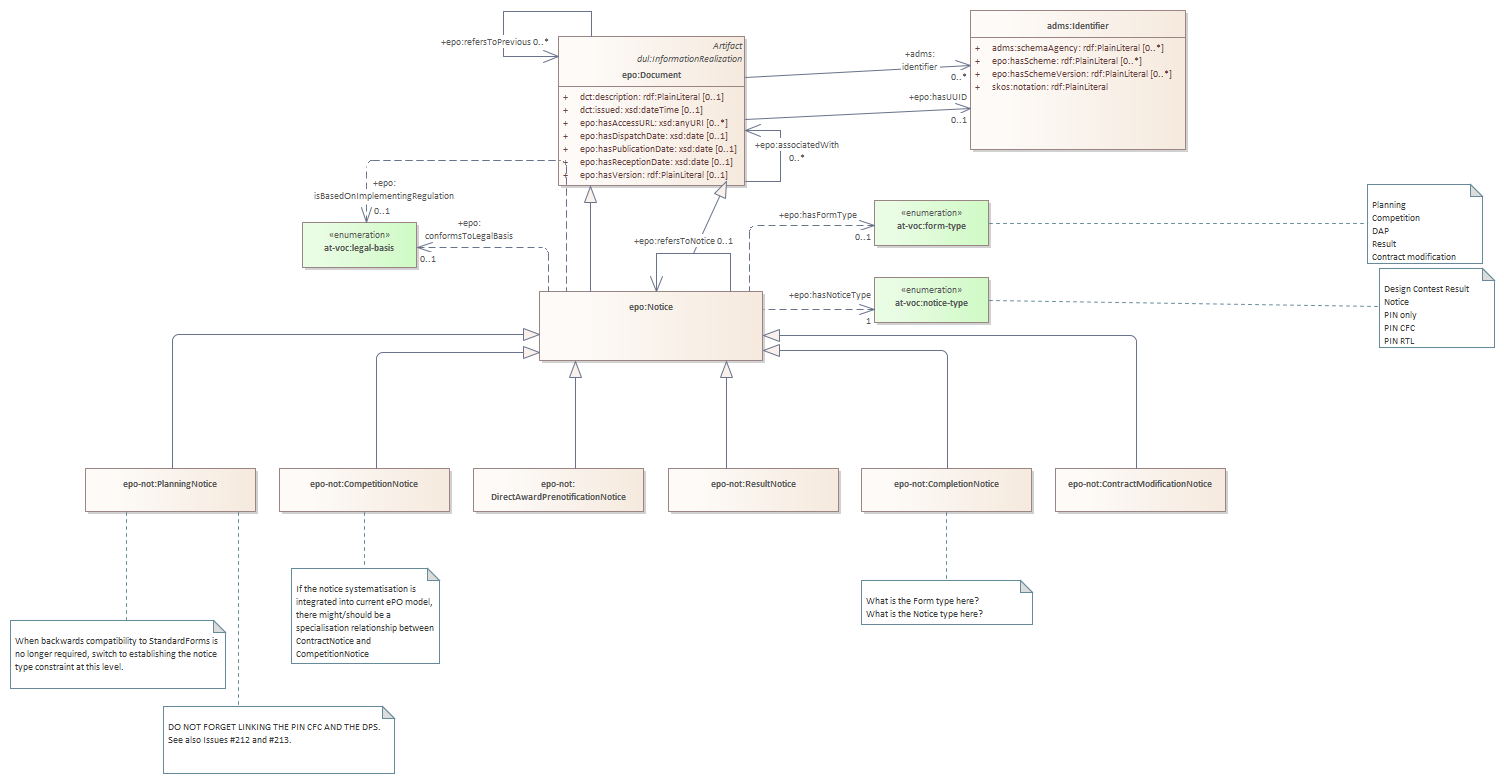 +epo:refersToPrevious 0..*
Artifact
dul:InformationRealization
epo:Document
+ dct:description: rdf:PlainLiteral [0..1]
+ dct:issued: xsd:dateTime [0..1]
+ epo:hasAccessURL: xsd:anyURI [0..*]
+ epo:hasDispatchDate: xsd:date [0..1]
+ epo:hasPublicationDate: xsd:date [0..1]
+ epo:hasReceptionDate: xsd:date [0..1]
+ epo:hasVersion: rdf:PlainLiteral [0..1]
+adms:
identifier
0..*
+epo:hasUUID
0..1
adms:Identifier
+ adms:schemaAgency: rdf:PlainLiteral [0..*]
+ epo:hasScheme: rdf:PlainLiteral [0..*]
+ epo:hasSchemeVersion: rdf:PlainLiteral [0..*]
+ skos:notation: rdf:PlainLiteral
+epo:associatedWith
0..*
+epo:
isBasedOnImplementingRegulation
0..1
+epo:
conformsToLegalBasis
0..1
«enumeration»
at-voc:legal-basis
+epo:refersToNotice 0..1
+epo:hasFormType
0..1
«enumeration»
at-voc:form-type
Planning
Competition
DAP
Result
Contract modification
+epo:hasNoticeType
1
«enumeration»
at-voc:notice-type
Design Contest Result
Notice
PIN only
PIN CFC
PIN RTL
epo:Notice
epo-not:PlanningNotice
epo-not:CompetitionNotice
epo-not:
DirectAwardPrenotificationNotice
epo-not:ResultNotice
epo-not:CompletionNotice
epo-not:ContractModificationNotice
If the notice systematisation is
integrated into current ePO model,
there might/should be a
specialisation relationship between
ContractNotice and
CompetitionNotice
What is the Form type here?
What is the Notice type here?
When backwards compatibility to StandardForms is
no longer required, switch to establishing the notice
type constraint at this level.
DO NOT FORGET LINKING THE PIN CFC AND THE DPS.
See also Issues #212 and #213.